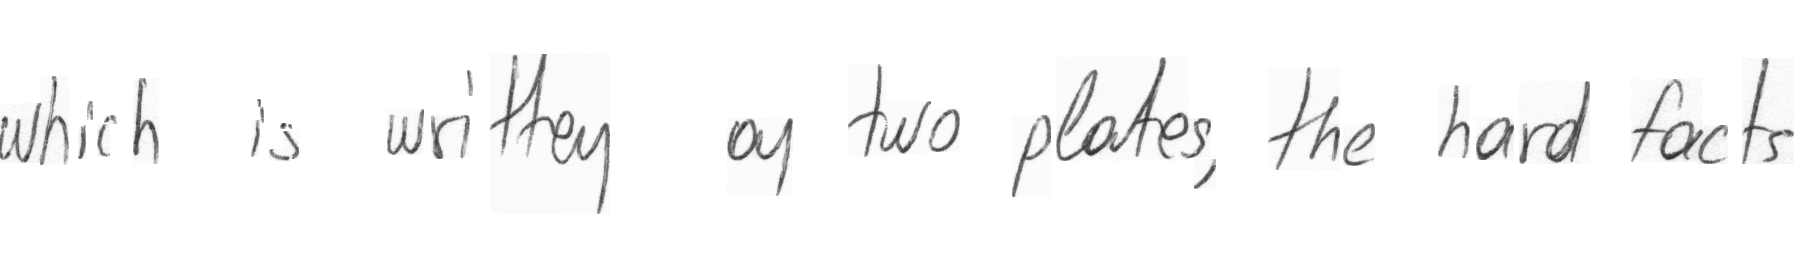 which is written on two plates, the hard facts